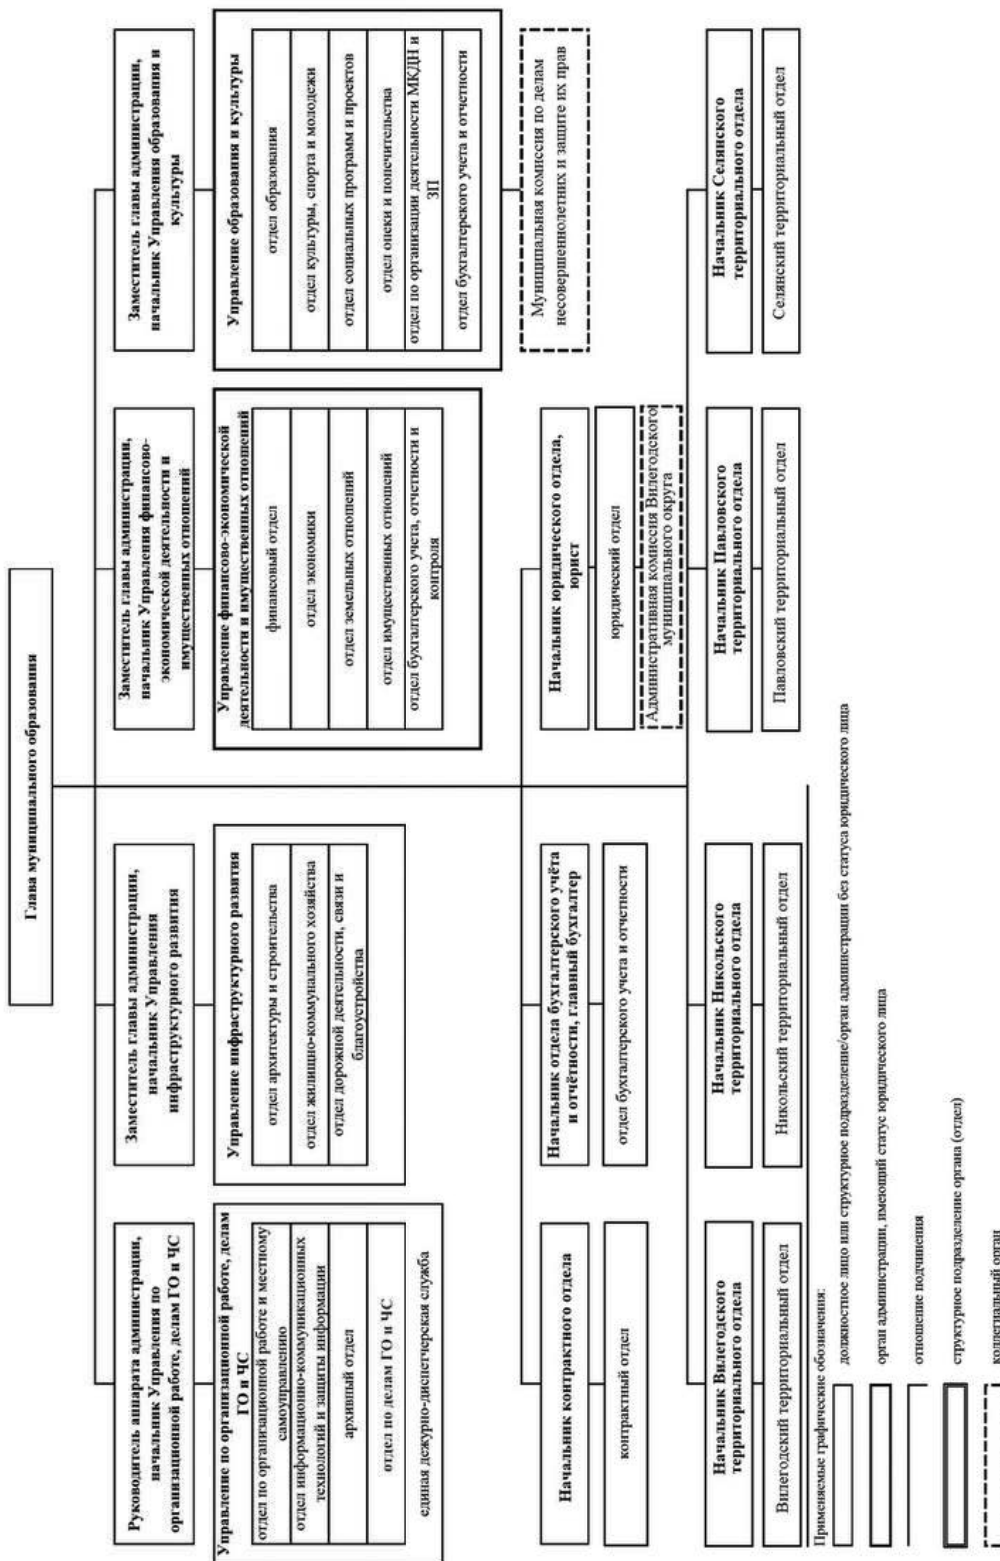 Глава муниципального образования
Руководитель аппарата администрации,
начальник Управления по
организационной работе, делам ГО и ЧС
Управление по организационной работе, делам
ГО и ЧС
отдел по организационной работе и местному
самоуправлению
отдел информационно-коммуникационных
технологий и защиты информации
архивный отдел
отдел по делам ГО и ЧС
единая дежурно-диспетчерская служба
Заместитель главы администрации,
начальник Управления
инфраструктурного развития
Управление инфраструктурного развития
отдел архитектуры и строительства
отдел жилищно-коммунального хозяйства
отдел дорожной деятельности, связи и
благоустройства
Заместитель главы администрации,
начальник Управления финансово-
экономической деятельности и
имущественных отношений
Управление финансово-экономической
деятельности и имущественных отношений
финансовый отдел
отдел экономики
отдел земельных отношений
отдел имущественных отношений
отдел бухгалтерского учета, отчетности и
контроля
Заместитель главы администрации,
начальник Управления образования и
культуры
Управление образования и культуры
отдел образования
отдел культуры, спорта и молодежи
отдел социальных программ и проектов
отдел опеки и попечительства
отдел по организации деятельности МКДН и
ЗП
отдел бухгалтерского учета и отчетности
Муниципальная комиссия по делам
несовершеннолетних и защите их прав
Начальник контрактного отдела
контрактный отдел
Начальник отдела бухгалтерского учёта
и отчётности, главный бухгалтер
отдел бухгалтерского учета и отчетности
Начальник юридического отдела,
юрист
юридический отдел
Административная комиссия Вилегодского
муниципального округа
Начальник Вилегодского
территориального отдела
Вилегодский территориальный отдел
Начальник Никольского
территориального отдела
Никольский территориальный отдел
Начальник Павловского
территориального отдела
Павловский территориальный отдел
Начальник Селянского
территориального отдела
Селянский территориальный отдел
Применяемые графические обозначения:
должностное лицо или структурное подразделение/орган администрации без статуса юридического лица
орган администрации, имеющий статус юридического лица
отношение подчинения
структурное подразделение органа (отдел)
коллегиальный орган